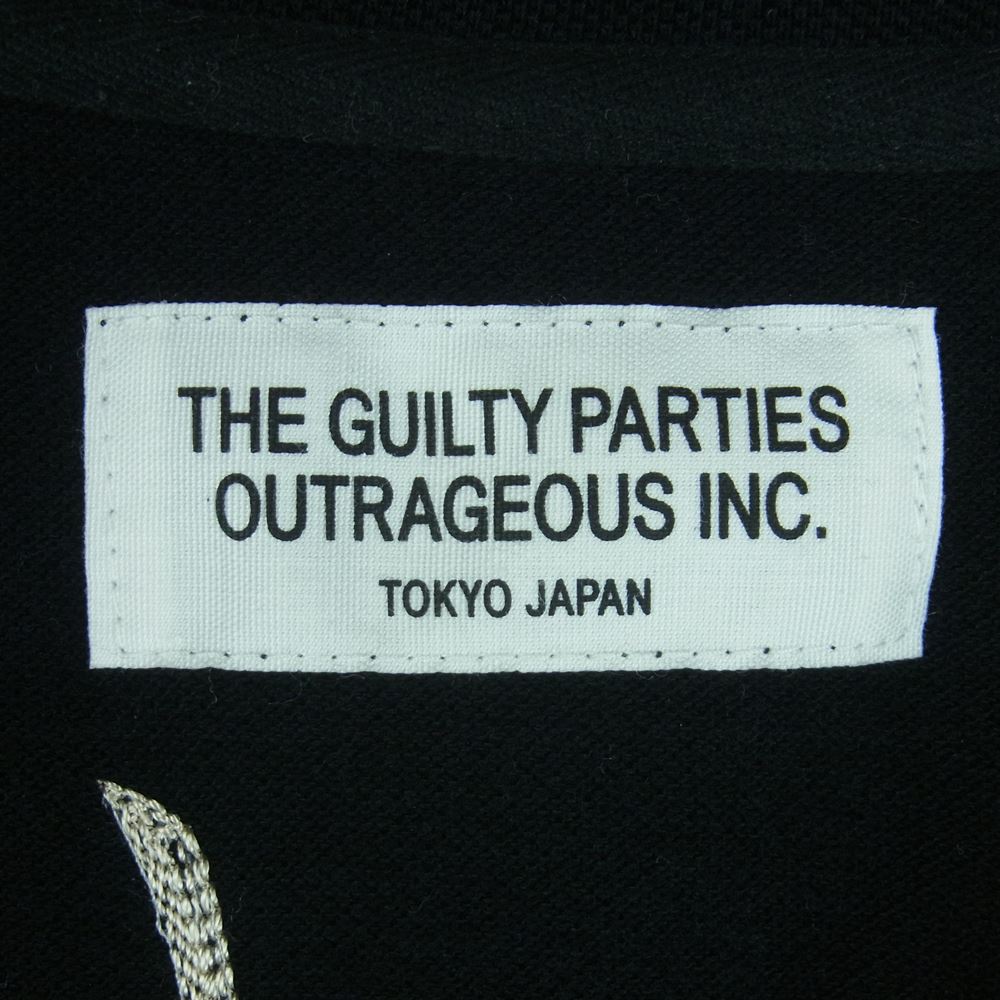 THE GUILTY PARTIES
OUTRAGEOUS INC.
TOKYO JAPAN